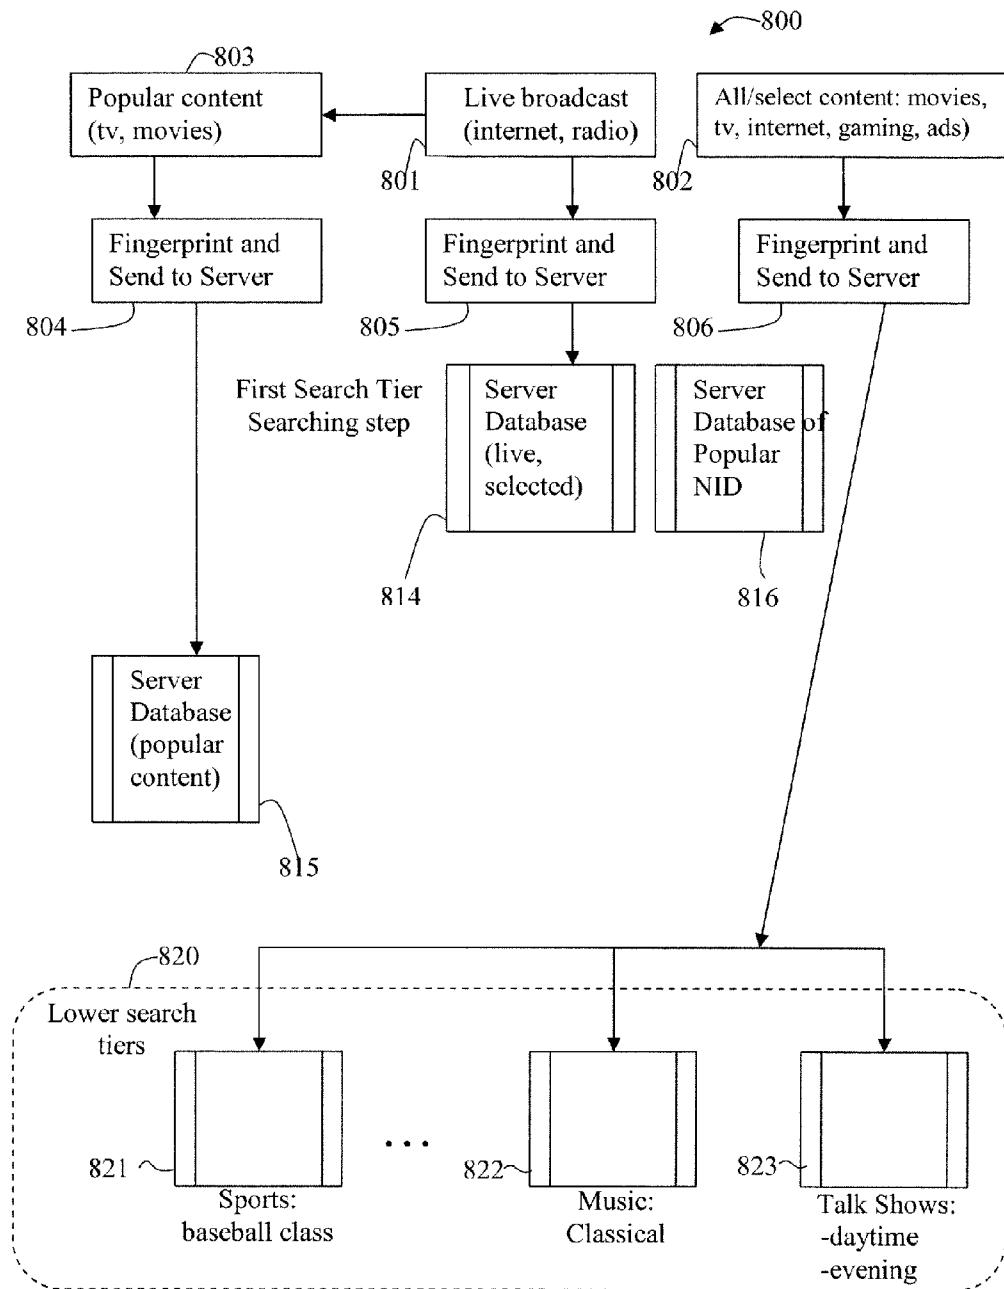 800
803
Popular content
(tv, movies)
Live broadcast
(internet, radio)
All/select content: movies,
tv, internet, gaming, ads)
801
802
Fingerprint and
Send to Server
Fingerprint and
Send to Server
Fingerprint and
Send to Server
804
805
806
First Search Tier
Searching step
Server
Database
(live,
selected)
Server
Database of
Popular
NID
814
816
Server
Database
(popular
content)
815
820
Lower search
tiers
...
821
822
823
Sports:
baseball class
Music:
Classical
Talk Shows:
-daytime
-evening